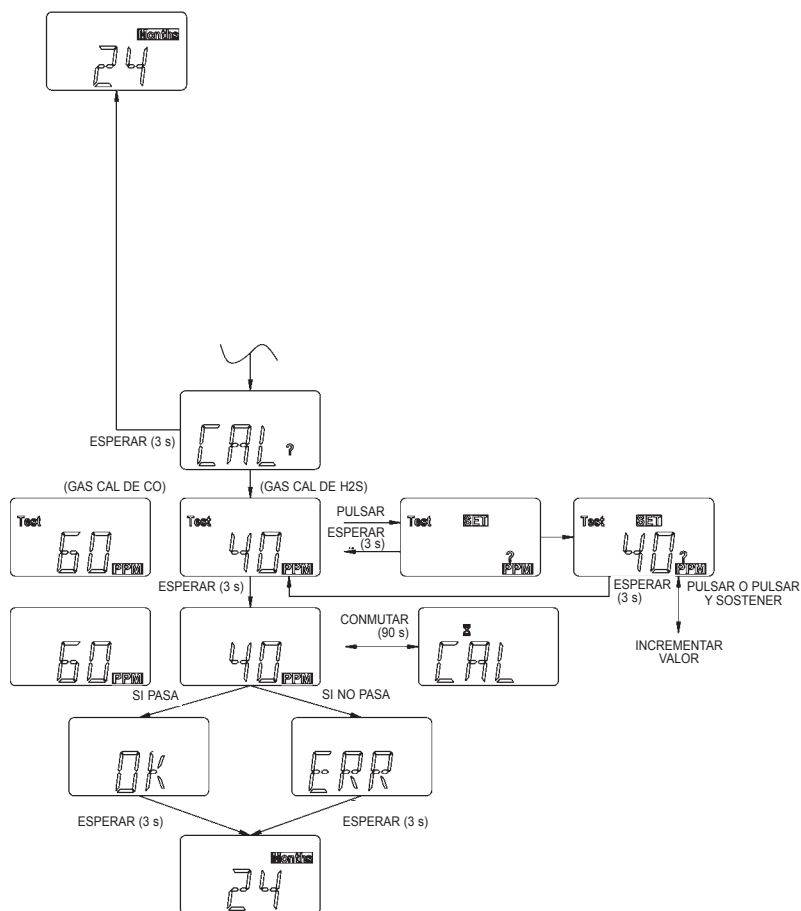 Months
24
ESPERAR (3 s)
CAL ?
(GAS CAL DE CO)
(GAS CAL DE H2S)
Test
60 PPM
Test
40 PPM
PULSAR
ESPERAR
(3 s)
Test SET
?
PPM
Test SET
40 ?
PPM
ESPERAR (3 s)
ESPERAR
(3 s)
PULSAR O PULSAR
Y SOSTENER
INCREMENTAR
VALOR
60 PPM
40 PPM
CONMUTAR
(90 s)
CAL
SI PASA
SI NO PASA
OK
ERR
ESPERAR (3 s)
ESPERAR (3 s)
Months
24